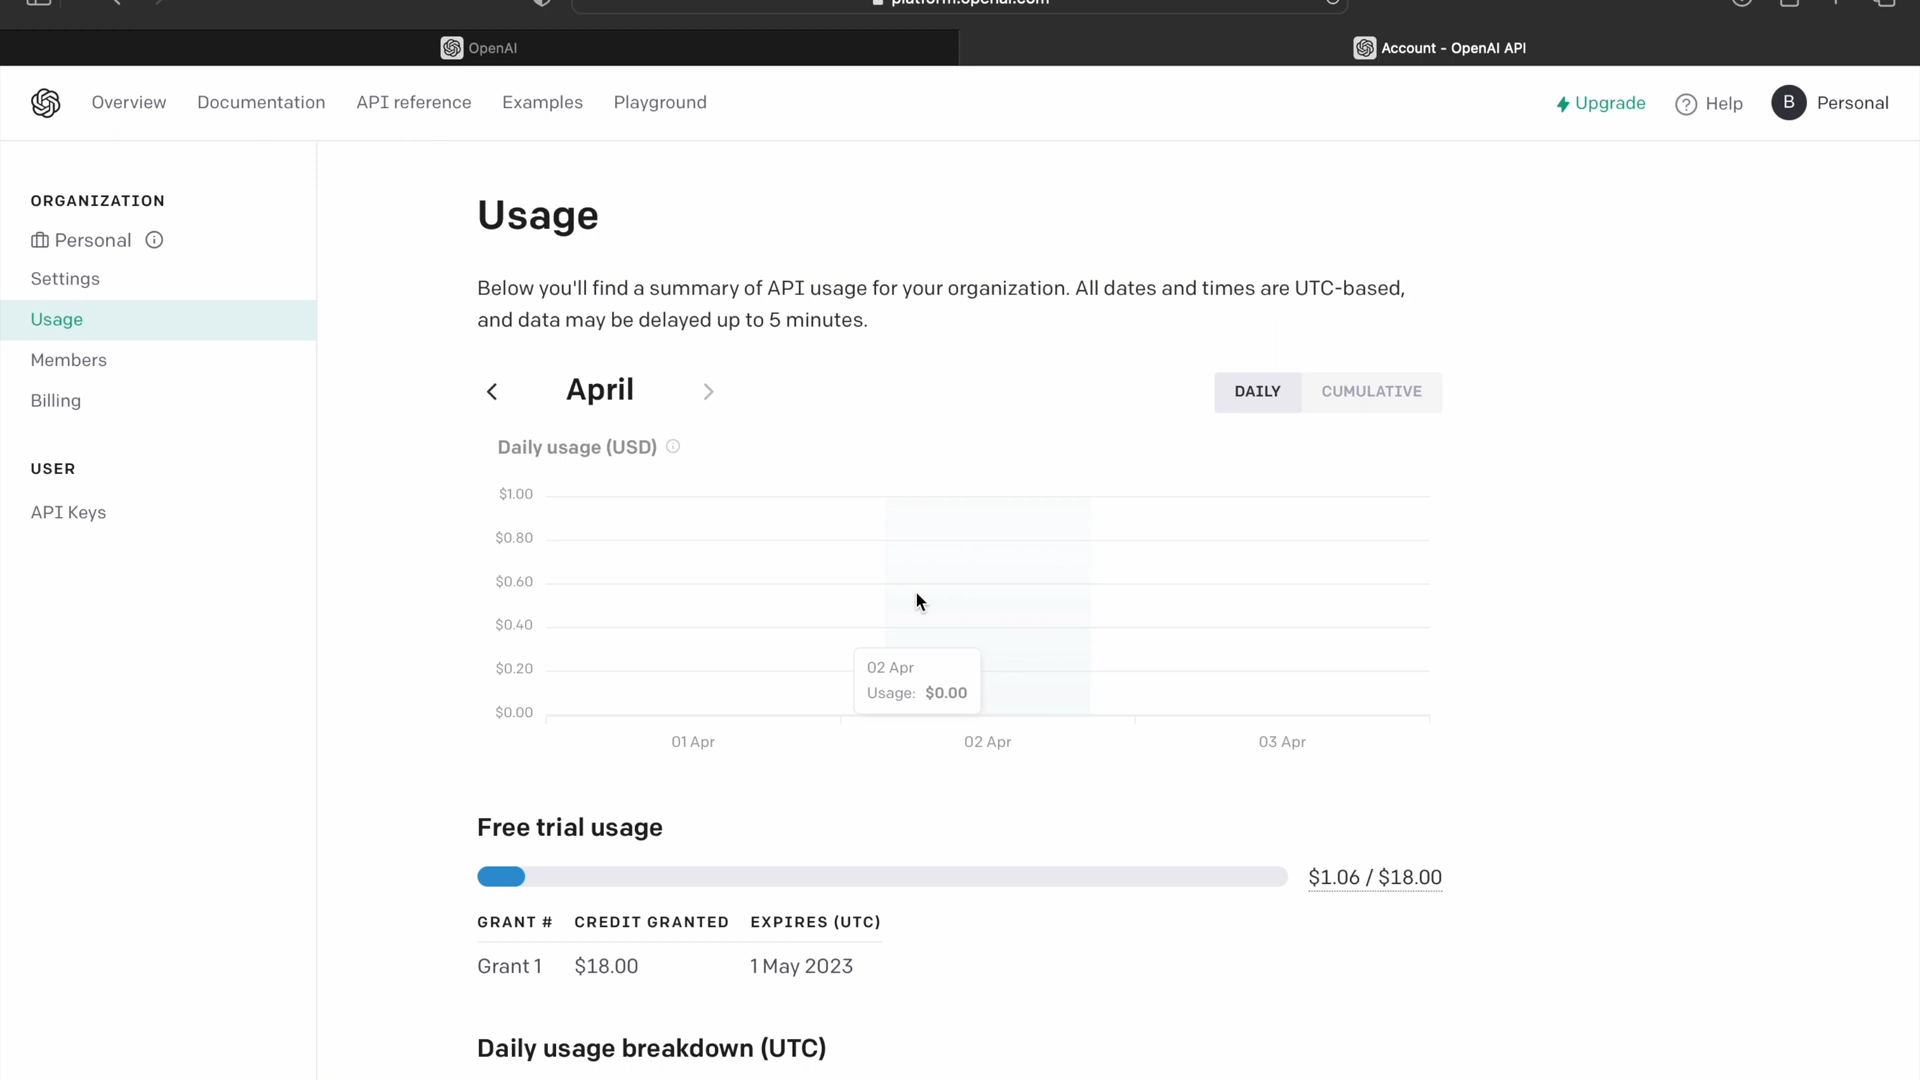 platform.openai.com
OpenAI
Account - OpenAI API
Overview
Documentation
API reference
Examples
Playground
Upgrade
Help
B
Personal
ORGANIZATION
Personal
Settings
Usage
Members
Billing
USER
API Keys
Usage
Below you'll find a summary of API usage for your organization. All dates and times are UTC-based,
and data may be delayed up to 5 minutes.
April
DAILY
CUMULATIVE
Daily usage (USD)
$1.00
$0.80
$0.60
$0.40
$0.20
$0.00
02 Apr
Usage: $0.00
01 Apr
02 Apr
03 Apr
Free trial usage
$1.06 / $18.00
GRANT # CREDIT GRANTED EXPIRES (UTC)
Grant 1 $18.00 1 May 2023
Daily usage breakdown (UTC)